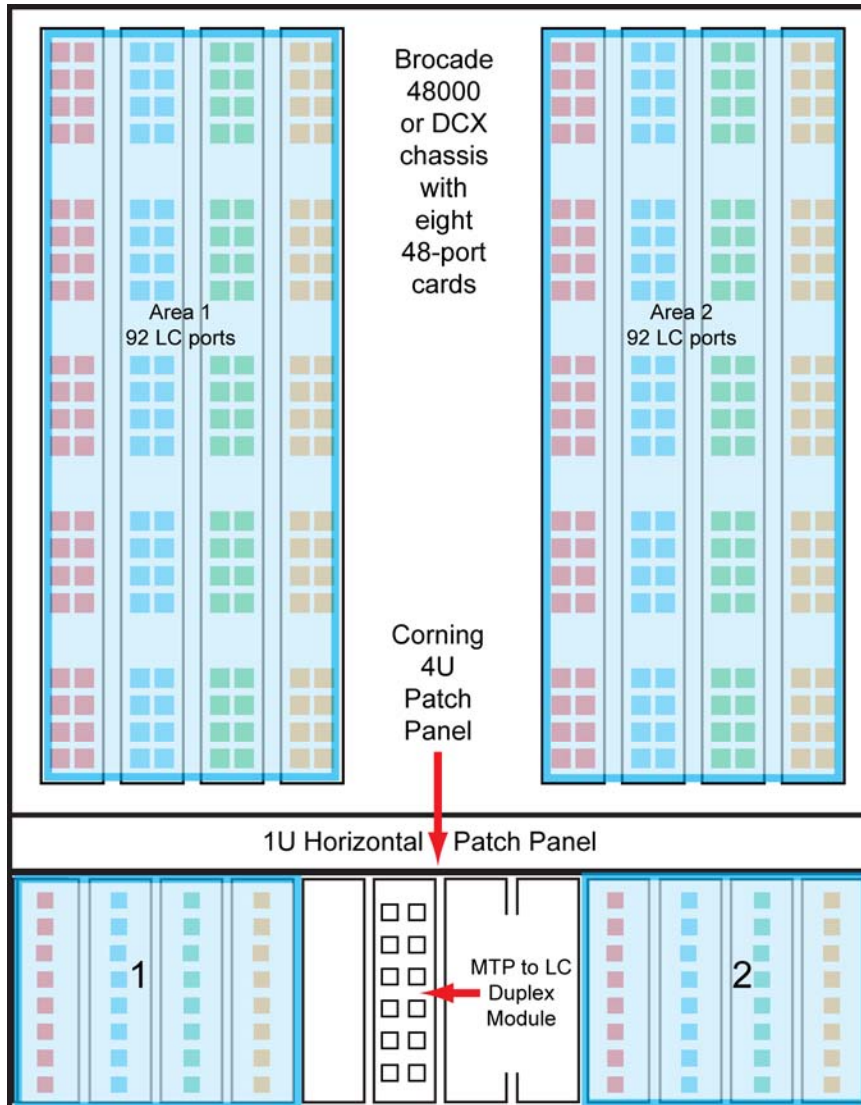 Brocade
48000
or DCX
chassis
with
eight
48-port
cards
Area 1
92 LC ports
Area 2
92 LC ports
Corning
4U
Patch
Panel
1U Horizontal Patch Panel
1
MTP to LC
Duplex
Module
2